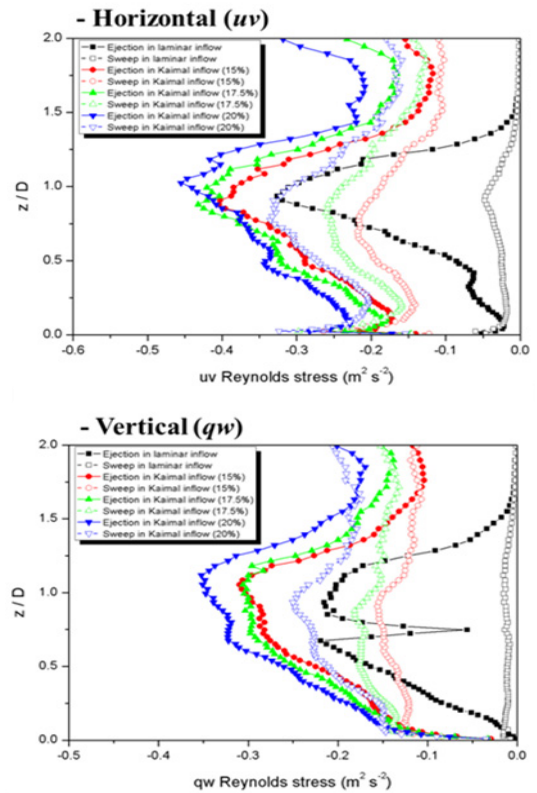 - Horizontal (uv)
2.0
1.5
1.0
0.5
0.0
z / D
Ejection in laminar inflow
Sweep in laminar inflow
Ejection in Kaimal inflow (15%)
Sweep in Kaimal inflow (15%)
Ejection in Kaimal inflow (17.5%)
Sweep in Kaimal inflow (17.5%)
Ejection in Kaimal inflow (20%)
Sweep in Kaimal inflow (20%)
-0.6 -0.5 -0.4 -0.3 -0.2 -0.1 0.0
uv Reynolds stress (m² s⁻²)
- Vertical (qw)
2.0
1.5
1.0
0.5
0.0
z / D
Ejection in laminar inflow
Sweep in laminar inflow
Ejection in Kaimal inflow (15%)
Sweep in Kaimal inflow (15%)
Ejection in Kaimal inflow (17.5%)
Sweep in Kaimal inflow (17.5%)
Ejection in Kaimal inflow (20%)
Sweep in Kaimal inflow (20%)
-0.5 -0.4 -0.3 -0.2 -0.1 0.0
qw Reynolds stress (m² s⁻²)